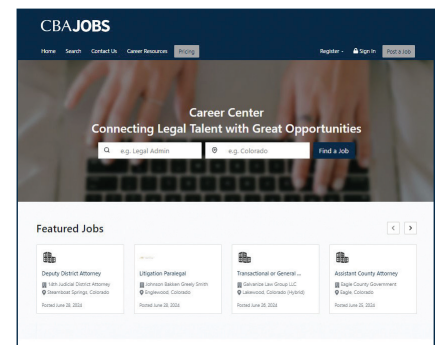 CBAJOBS
Home Search Contact Us Career Resources Pricing Register Sign In Post a Job
Career Center
Connecting Legal Talent with Great Opportunities
e.g. Legal Admin e.g. Colorado Find a Job
Featured Jobs
Deputy District Attorney
14th Judicial District Attorney
Steamboat Springs, Colorado
Posted June 28, 2024
Litigation Paralegal
Johnston Bakken Greely Smith
Englewood, Colorado
Posted June 28, 2024
Transactional or General ...
Galvanize Law Group LLC
Lakewood, Colorado (Hybrid)
Posted June 26, 2024
Assistant County Attorney
Eagle County Government
Eagle, Colorado
Posted June 25, 2024